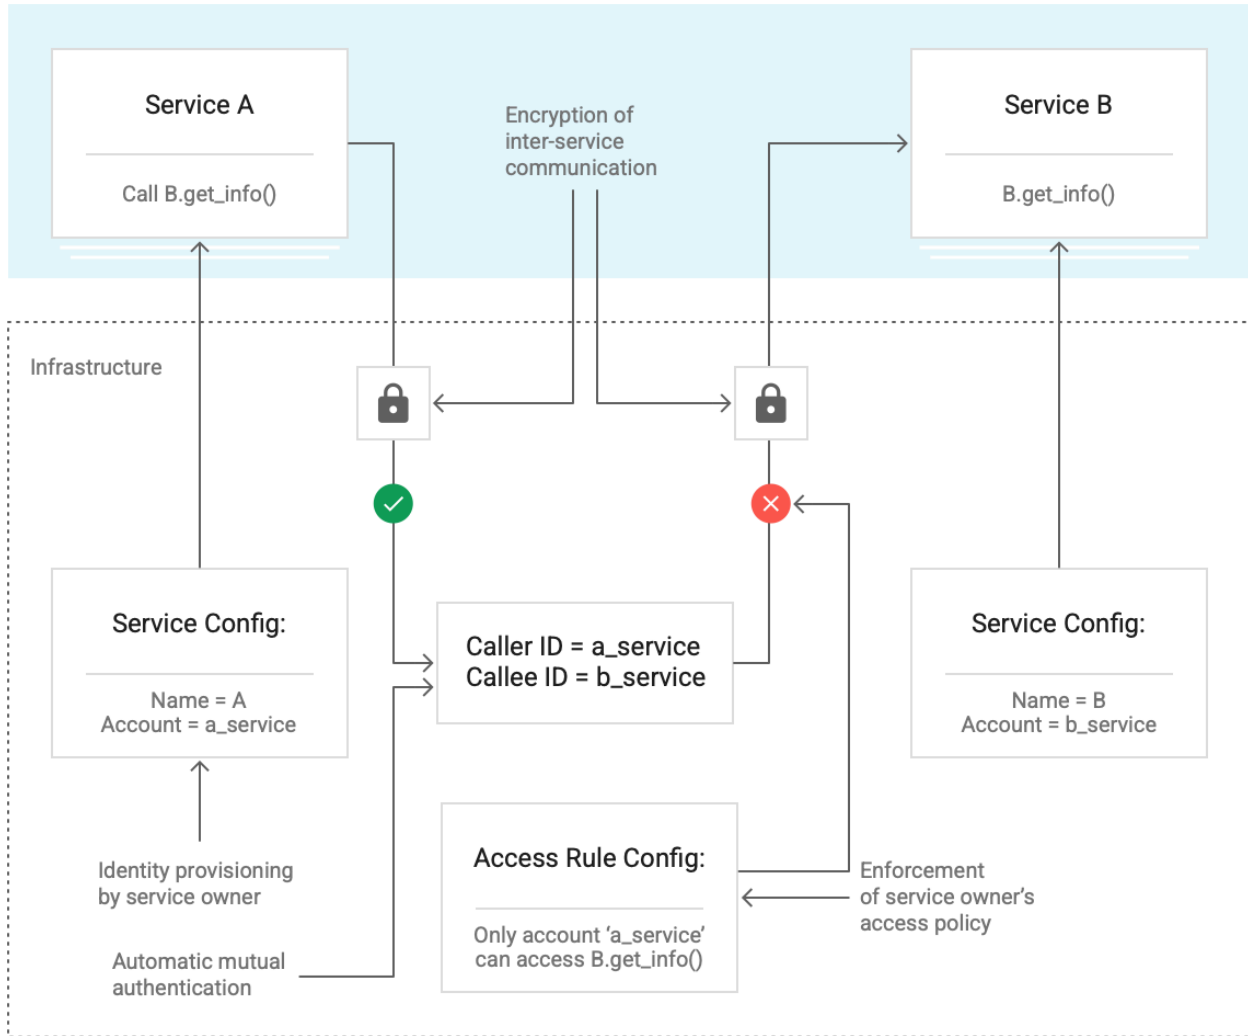 Service A
Call B.get_info()
Encryption of
inter-service
communication
Service B
B.get_info()
Infrastructure
Service Config:
Name = A
Account = a_service
Caller ID = a_service
Callee ID = b_service
Service Config:
Name = B
Account = b_service
Identity provisioning
by service owner
Automatic mutual
authentication
Access Rule Config:
Only account ‘a_service’
can access B.get_info()
Enforcement
of service owner’s
access policy